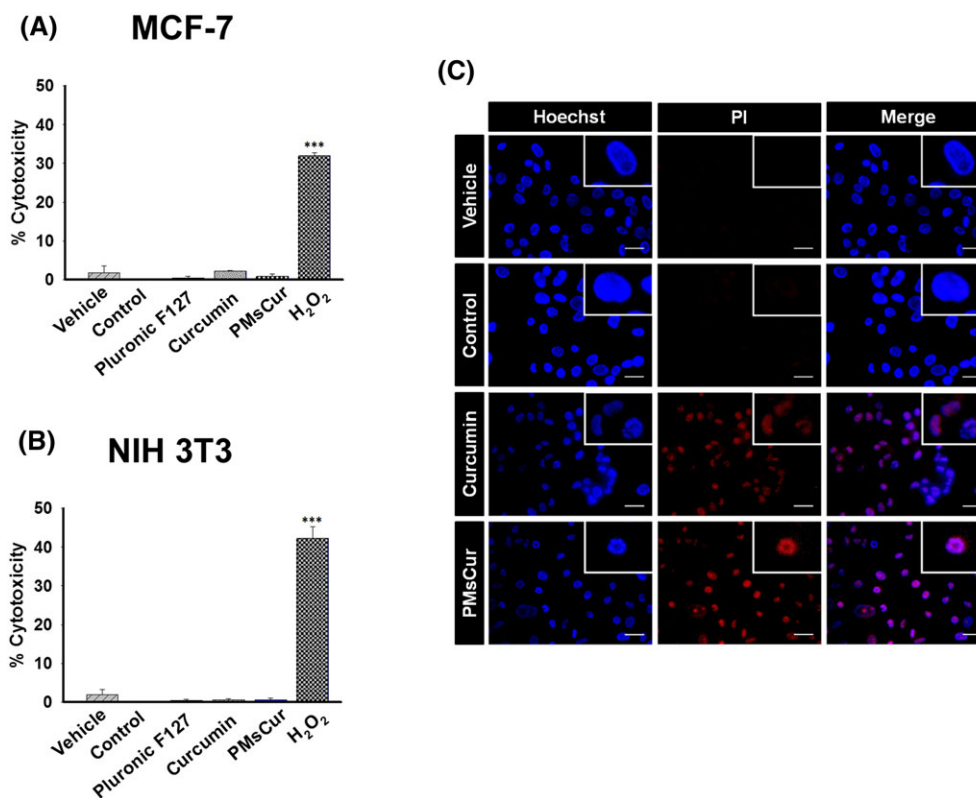 (A) MCF-7
% Cytotoxicity
50
40
30
20
10
0
***
Vehicle
Control
Pluronic F127
Curcumin
PMsCur
H₂O₂
(B) NIH 3T3
% Cytotoxicity
50
40
30
20
10
0
***
Vehicle
Control
Pluronic F127
Curcumin
PMsCur
H₂O₂
(C)
Hoechst PI Merge
Vehicle
Control
Curcumin
PMsCur